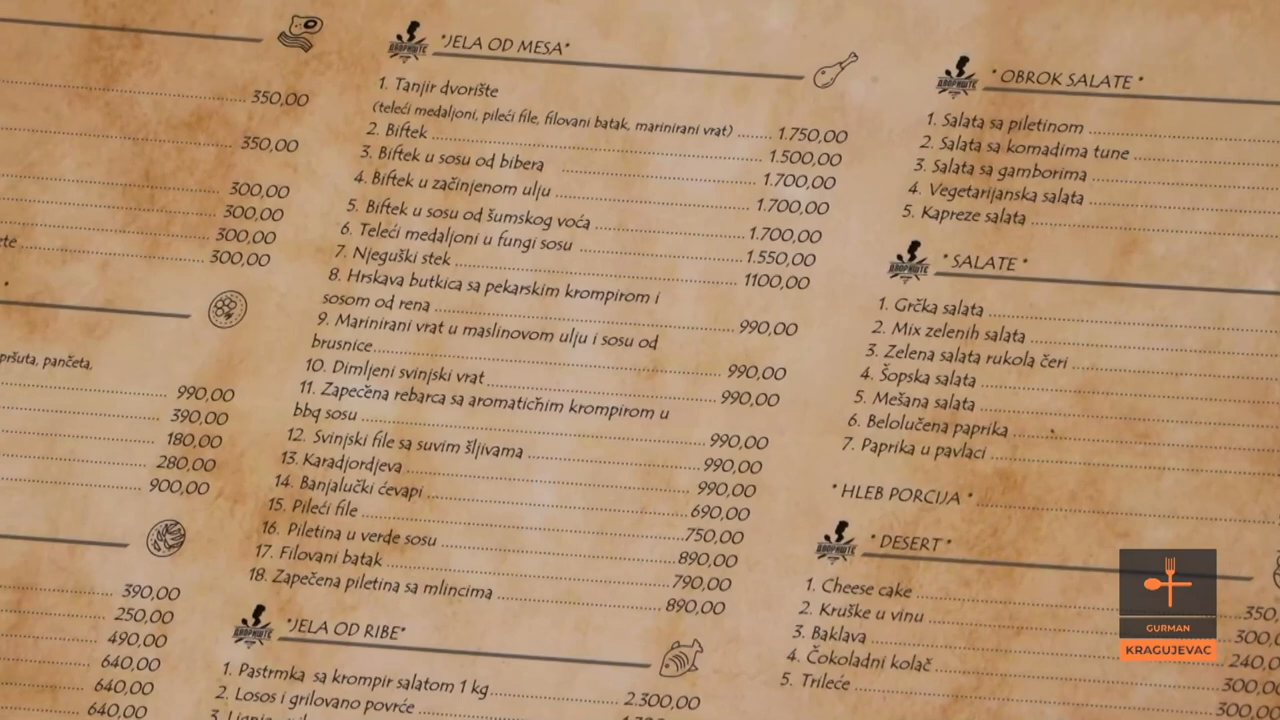 350,00
350,00
300,00
300,00
300,00
300,00
pršuta, pančeta,
990,00
390,00
180,00
280,00
900,00
390,00
250,00
490,00
640,00
640,00
640,00
ДВОРИШТЕ
*JELA OD MESA*
1. Tanjir dvorište
(teleći medaljoni, pileći file, filovani batak, marinirani vrat) ........ 1.750,00
2. Biftek ........ 1.500,00
3. Biftek u sosu od bibera ........ 1.700,00
4. Biftek u začinjenom ulju ........ 1.700,00
5. Biftek u sosu od šumskog voća ........ 1.700,00
6. Teleći medaljoni u fungi sosu ........ 1.550,00
7. Njeguški stek ........ 1100,00
8. Hrskava butkica sa pekarskim krompirom i
sosom od rena ........ 990,00
9. Marinirani vrat u maslinovom ulju i sosu od
brusnice ........ 990,00
10. Dimljeni svinjski vrat ........ 990,00
11. Zapečena rebarca sa aromatičnim krompirom u
bbq sosu ........ 990,00
12. Svinjski file sa suvim šljivama ........ 990,00
13. Karadjordjeva ........ 990,00
14. Banjalučki ćevapi ........ 690,00
15. Pileći file ........ 750,00
16. Piletina u verde sosu ........ 890,00
17. Filovani batak ........ 790,00
18. Zapečena piletina sa mlincima ........ 890,00
ДВОРИШТЕ
*JELA OD RIBE*
1. Pastrmka sa krompir salatom 1 kg ........ 2.300,00
2. Losos i grilovano povrće
ДВОРИШТЕ
* OBROK SALATE *
1. Salata sa piletinom
2. Salata sa komadima tune
3. Salata sa gamborima
4. Vegetarijanska salata
5. Kapreze salata
ДВОРИШТЕ
* SALATE *
1. Grčka salata
2. Mix zelenih salata
3. Zelena salata rukola čeri
4. Šopska salata
5. Mešana salata
6. Belolučena paprika
7. Paprika u pavlaci
* HLEB PORCIJA *
ДВОРИШТЕ
* DESERT *
1. Cheese cake ........ 350,
2. Kruške u vinu ........ 300,
3. Baklava ........ 240,0
4. Čokoladni kolač ........ 300,00
5. Trileće ........ 300,00
GURMAN
KRAGUJEVAC